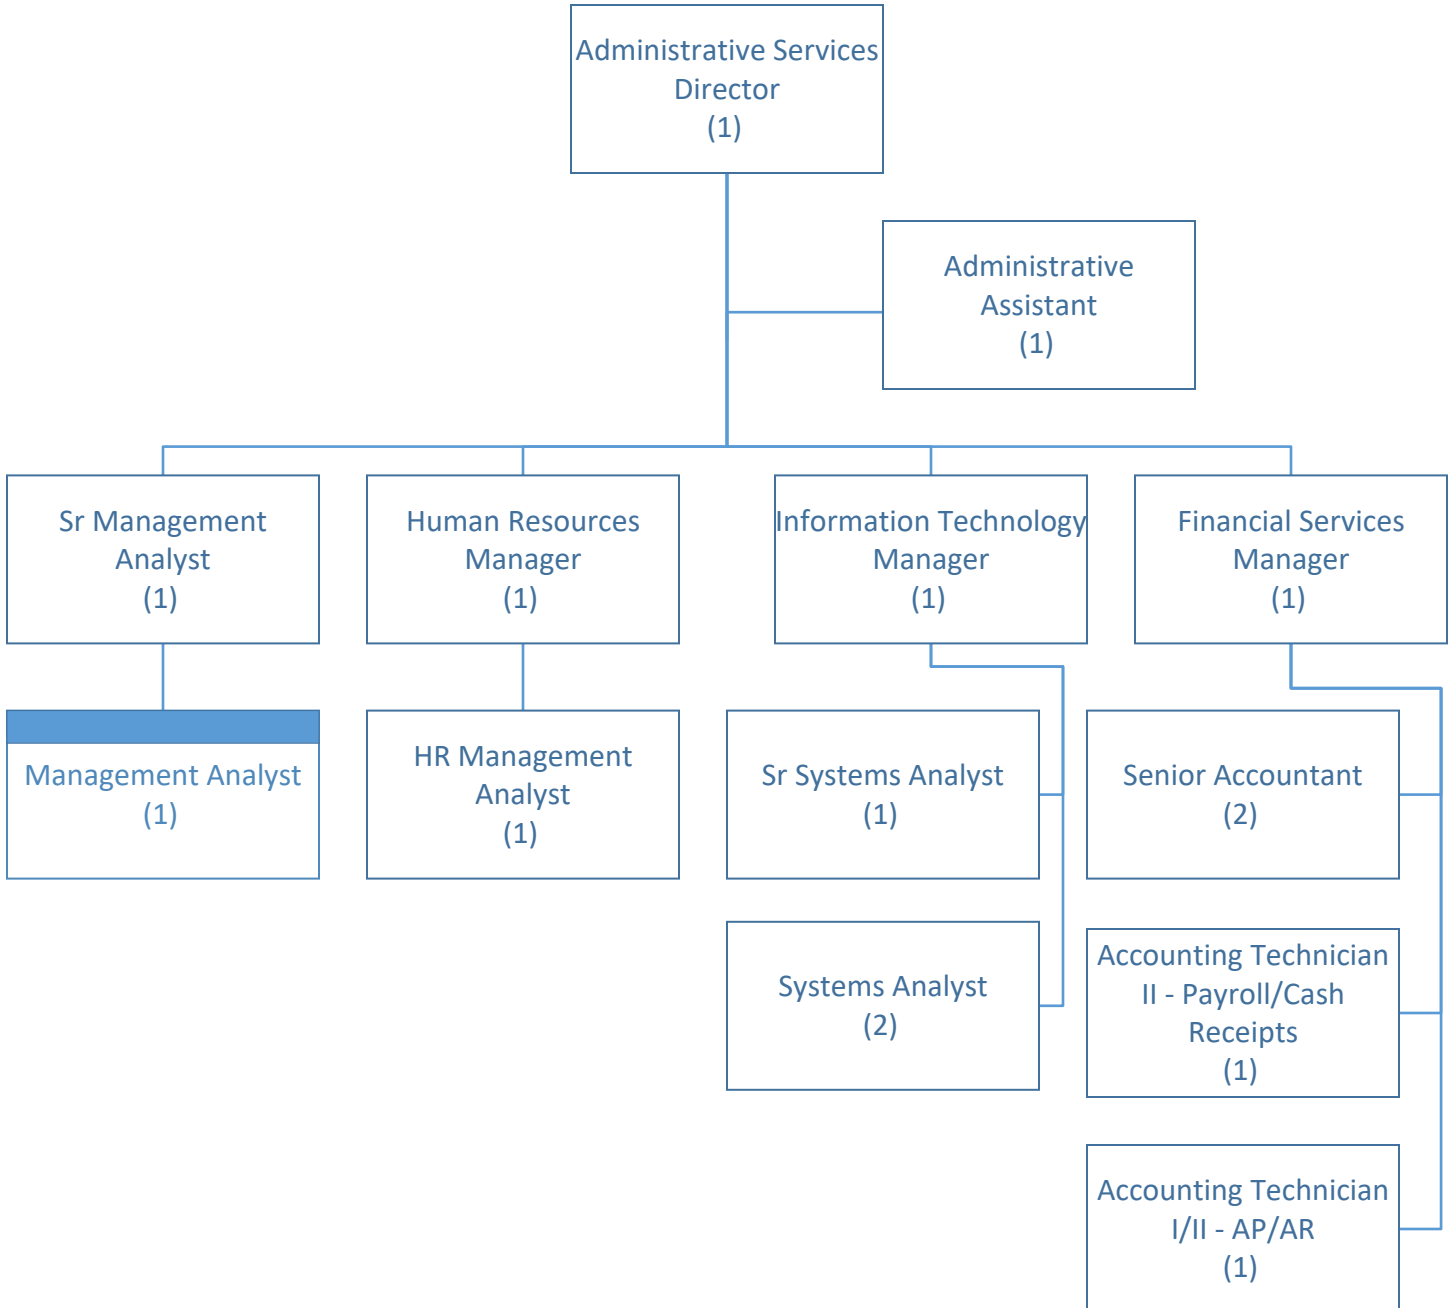 Administrative Services
Director
(1)
Administrative
Assistant
(1)
Sr Management
Analyst
(1)
Human Resources
Manager
(1)
Information Technology
Manager
(1)
Financial Services
Manager
(1)
Management Analyst
(1)
HR Management
Analyst
(1)
Sr Systems Analyst
(1)
Senior Accountant
(2)
Systems Analyst
(2)
Accounting Technician
II - Payroll/Cash
Receipts
(1)
Accounting Technician
I/II - AP/AR
(1)